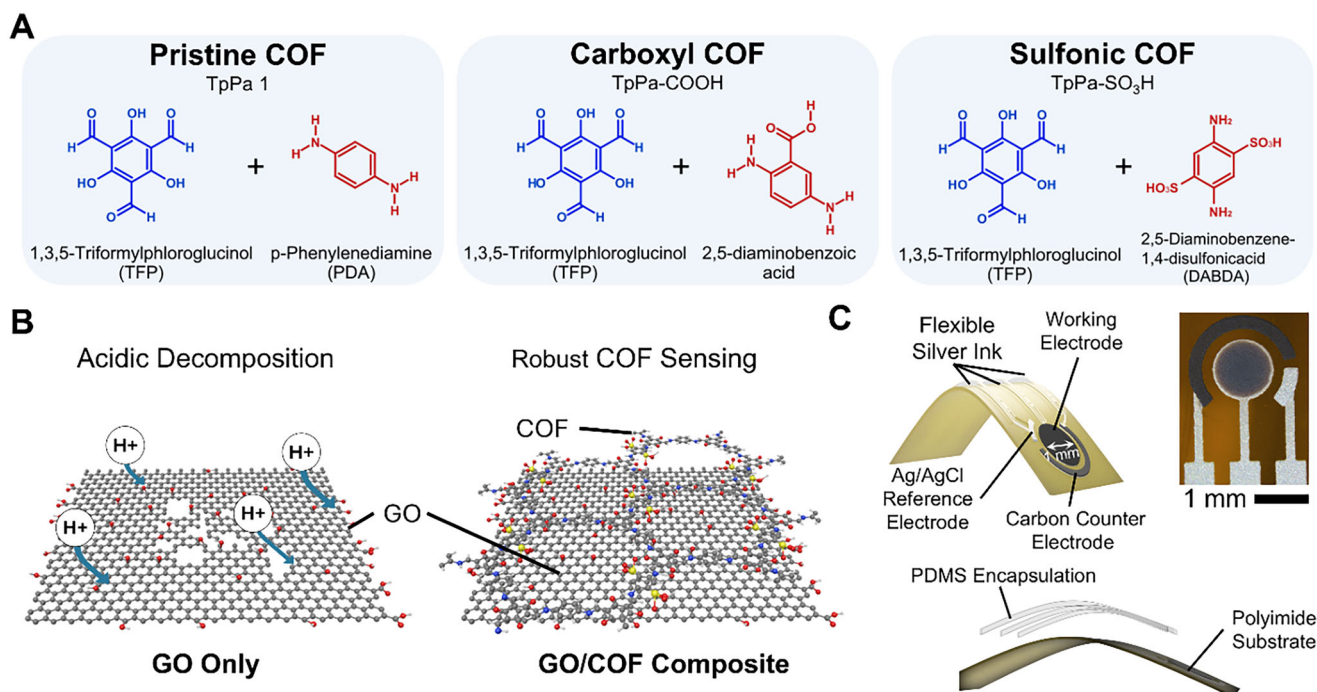 A
Pristine COF
TpPa 1
O
OH
O
H
H
HO
OH
O
H
+
H
N
H
H
N
H
1,3,5-Triformylphloroglucinol
(TFP)
p-Phenylenediamine
(PDA)
Carboxyl COF
TpPa-COOH
O
OH
O
H
H
HO
OH
O
H
+
H
O
O
H
N
H
H
N
H
1,3,5-Triformylphloroglucinol
(TFP)
2,5-diaminobenzoic
acid
Sulfonic COF
TpPa-SO₃H
O
OH
O
H
H
HO
OH
O
H
+
NH₂
SO₃H
HO₃S
NH₂
1,3,5-Triformylphloroglucinol
(TFP)
2,5-Diaminobenzene-
1,4-disulfonicacid
(DABDA)
B
Acidic Decomposition
H+
H+
H+
H+
GO
GO Only
Robust COF Sensing
COF
GO/COF Composite
C
Flexible
Silver Ink
Working
Electrode
1 mm
Ag/AgCl
Reference
Electrode
Carbon Counter
Electrode
1 mm
PDMS Encapsulation
Polyimide
Substrate